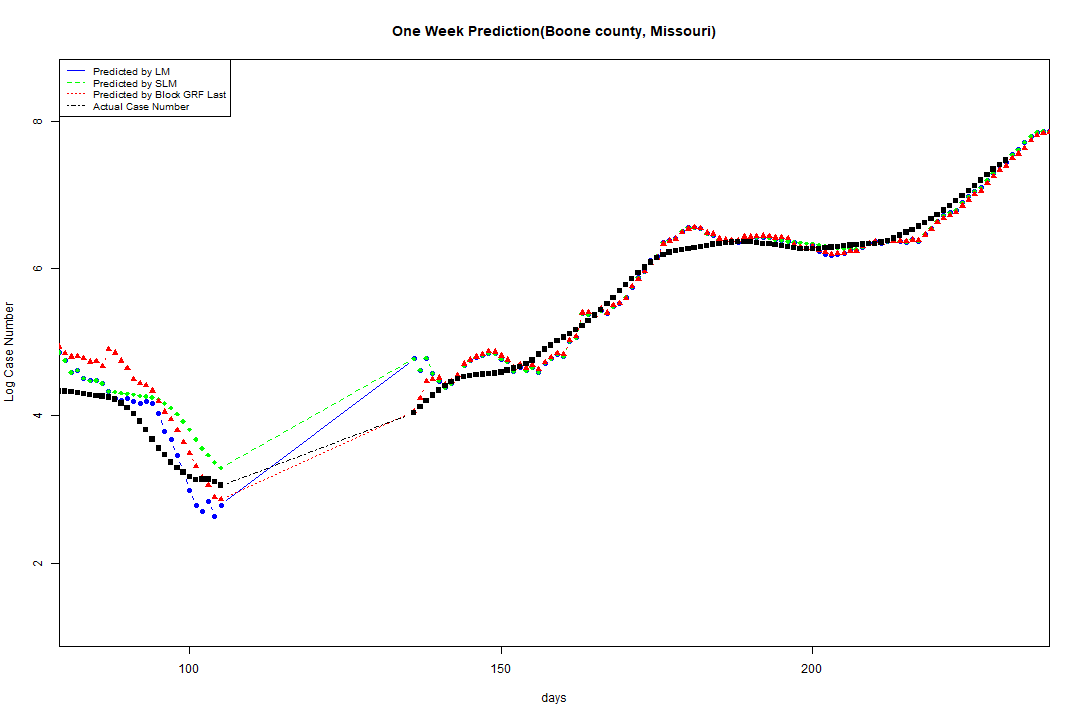 One Week Prediction(Boone county, Missouri)
Predicted by LM
Predicted by SLM
Predicted by Block GRF Last
Actual Case Number
8
6
4
2
Log Case Number
100
150
200
days